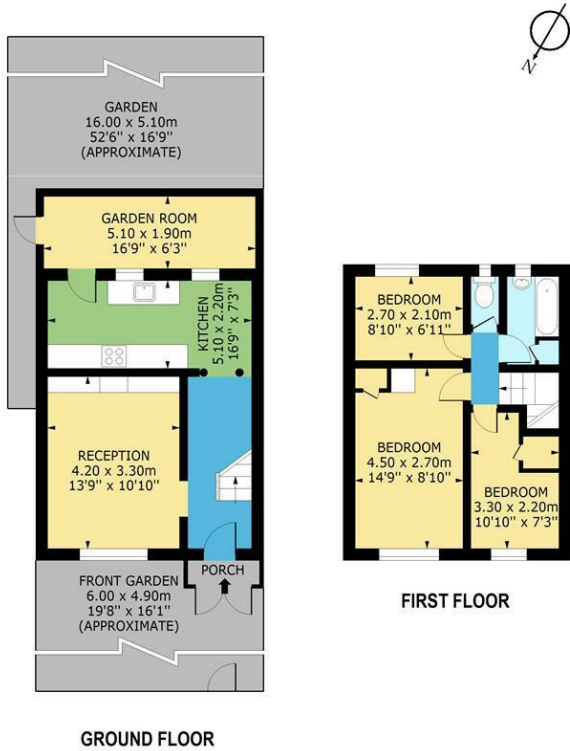 N
GARDEN
16.00 x 5.10m
52'6" x 16'9"
(APPROXIMATE)
GARDEN ROOM
5.10 x 1.90m
16'9" x 6'3"
KITCHEN
5.10 x 2.20m
16'9" x 7'3"
RECEPTION
4.20 x 3.30m
13'9" x 10'10"
PORCH
FRONT GARDEN
6.00 x 4.90m
19'8" x 16'1"
(APPROXIMATE)
GROUND FLOOR
BEDROOM
2.70 x 2.10m
8'10" x 6'11"
BEDROOM
4.50 x 2.70m
14'9" x 8'10"
BEDROOM
3.30 x 2.20m
10'10" x 7'3"
FIRST FLOOR